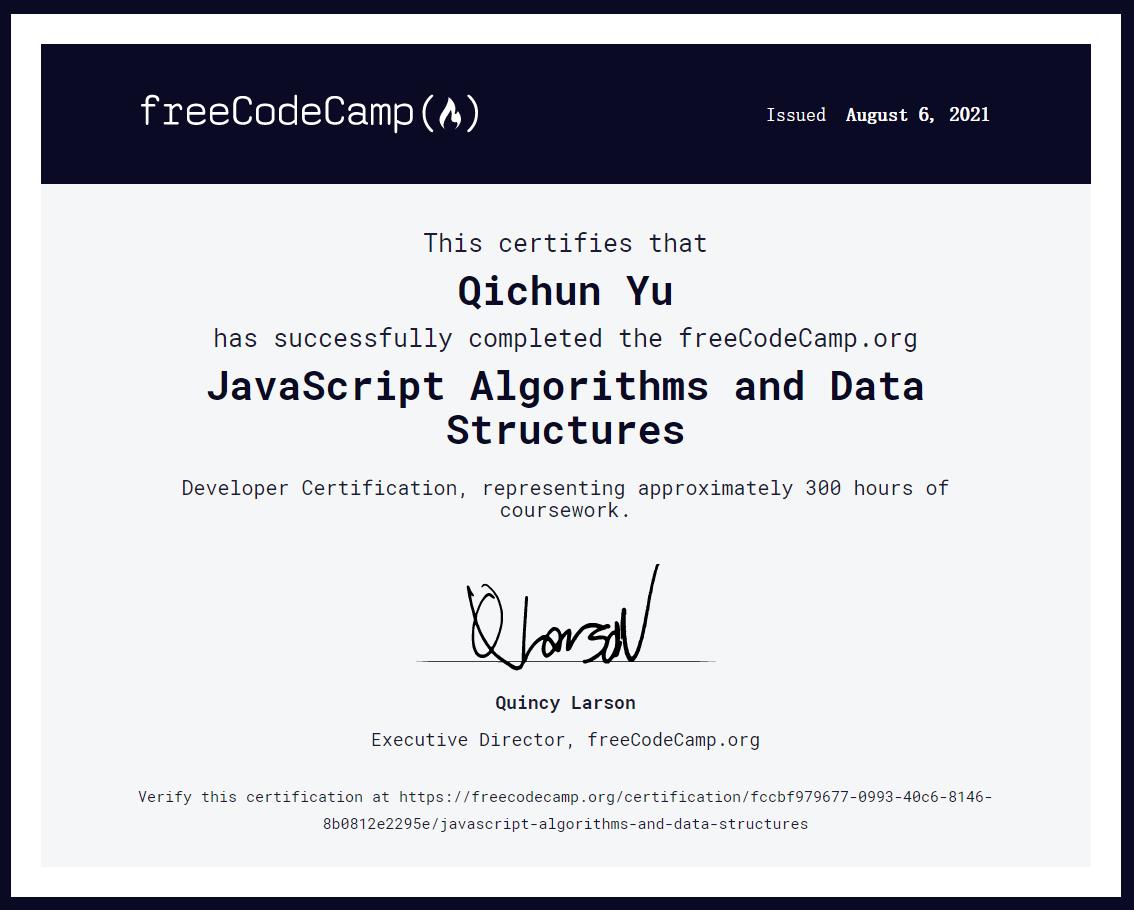 freeCodeCamp(🔥)
Issued August 6, 2021
This certifies that
Qichun Yu
has successfully completed the freeCodeCamp.org
JavaScript Algorithms and Data
Structures
Developer Certification, representing approximately 300 hours of
coursework.
Q Larson
Quincy Larson
Executive Director, freeCodeCamp.org
Verify this certification at https://freecodecamp.org/certification/fccbf979677-0993-40c6-8146-
8b0812e2295e/javascript-algorithms-and-data-structures